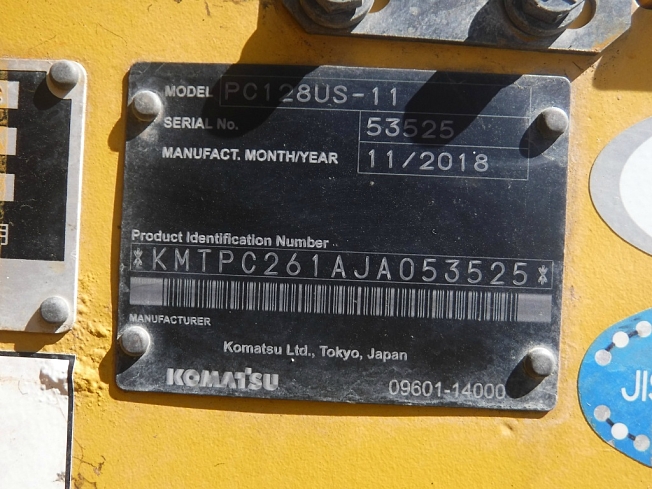 MODEL PC128US-11
SERIAL No. 53525
MANUFACT. MONTH/YEAR 11/2018
Product Identification Number
*KMTPC261AJA053525*
MANUFACTURER
Komatsu Ltd., Tokyo, Japan
KOMATSU 09601-14000
JIS